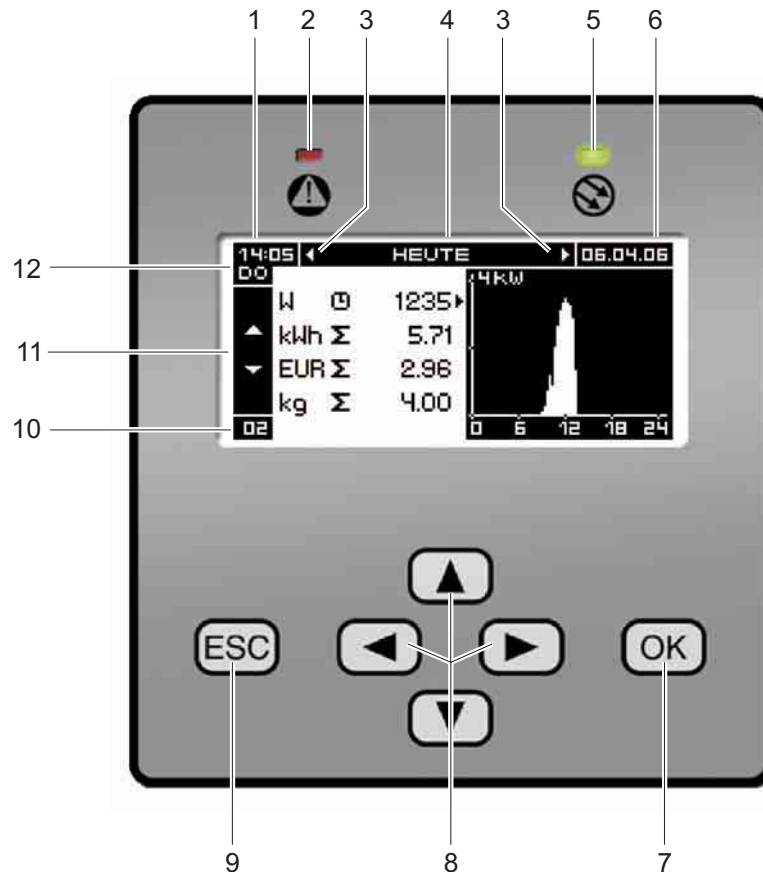 1 2 3 4 3 5 6
14:05 HEUTE 06.04.06
DO
4kW
W 1235
kWh Σ 5.71
EUR Σ 2.96
kg Σ 4.00
02
0 6 12 18 24
12
11
10
ESC OK
9 8 7